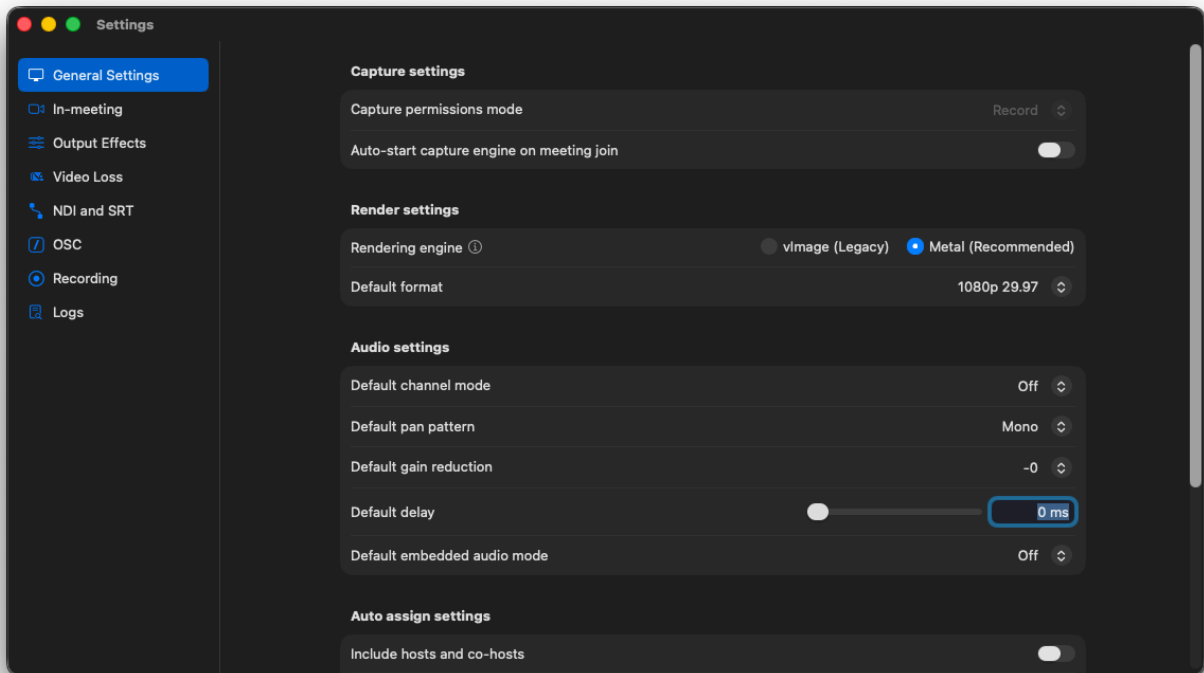 Settings
General Settings
In-meeting
Output Effects
Video Loss
NDI and SRT
OSC
Recording
Logs
Capture settings
Capture permissions mode Record
Auto-start capture engine on meeting join
Render settings
Rendering engine vImage (Legacy) Metal (Recommended)
Default format 1080p 29.97
Audio settings
Default channel mode Off
Default pan pattern Mono
Default gain reduction -0
Default delay 0 ms
Default embedded audio mode Off
Auto assign settings
Include hosts and co-hosts